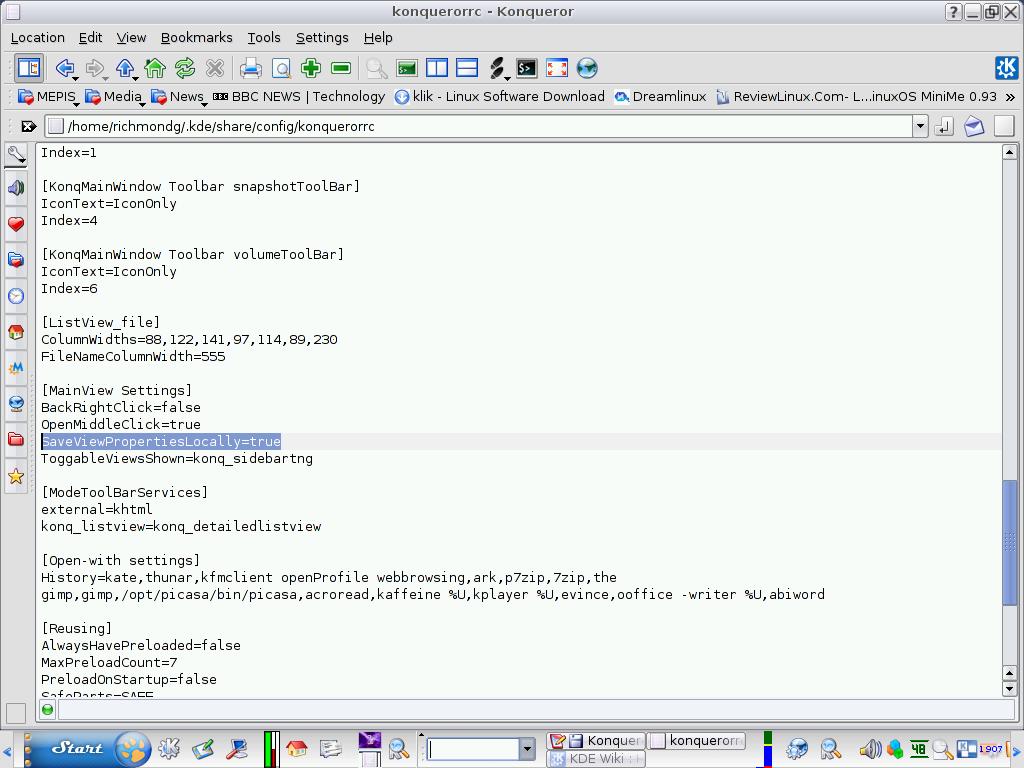 konquerorrc - Konqueror
Location Edit View Bookmarks Tools Settings Help
MEPIS Media News BBC NEWS | Technology klik - Linux Software Download Dreamlinux ReviewLinux.Com- L...inuxOS MiniMe 0.93 »
/home/richmondg/.kde/share/config/konquerorrc
Index=1
[KonqMainWindow Toolbar snapshotToolBar]
IconText=IconOnly
Index=4
[KonqMainWindow Toolbar volumeToolBar]
IconText=IconOnly
Index=6
[ListView_file]
ColumnWidths=88,122,141,97,114,89,230
FileNameColumnWidth=555
[MainView Settings]
BackRightClick=false
OpenMiddleClick=true
SaveViewPropertiesLocally=true
ToggableViewsShown=konq_sidebartng
[ModeToolBarServices]
external=khtml
konq_listview=konq_detailedlistview
[Open-with settings]
History=kate,thunar,kfmclient openProfile webbrowsing,ark,p7zip,7zip,the
gimp,gimp,/opt/picasa/bin/picasa,acroread,kaffeine %U,kplayer %U,evince,ooffice -writer %U,abiword
[Reusing]
AlwaysHavePreloaded=false
MaxPreloadCount=7
PreloadOnStartup=false
SafeParts=SAFE
Start Konquer konquerorr 48 1907
KDE Wiki :